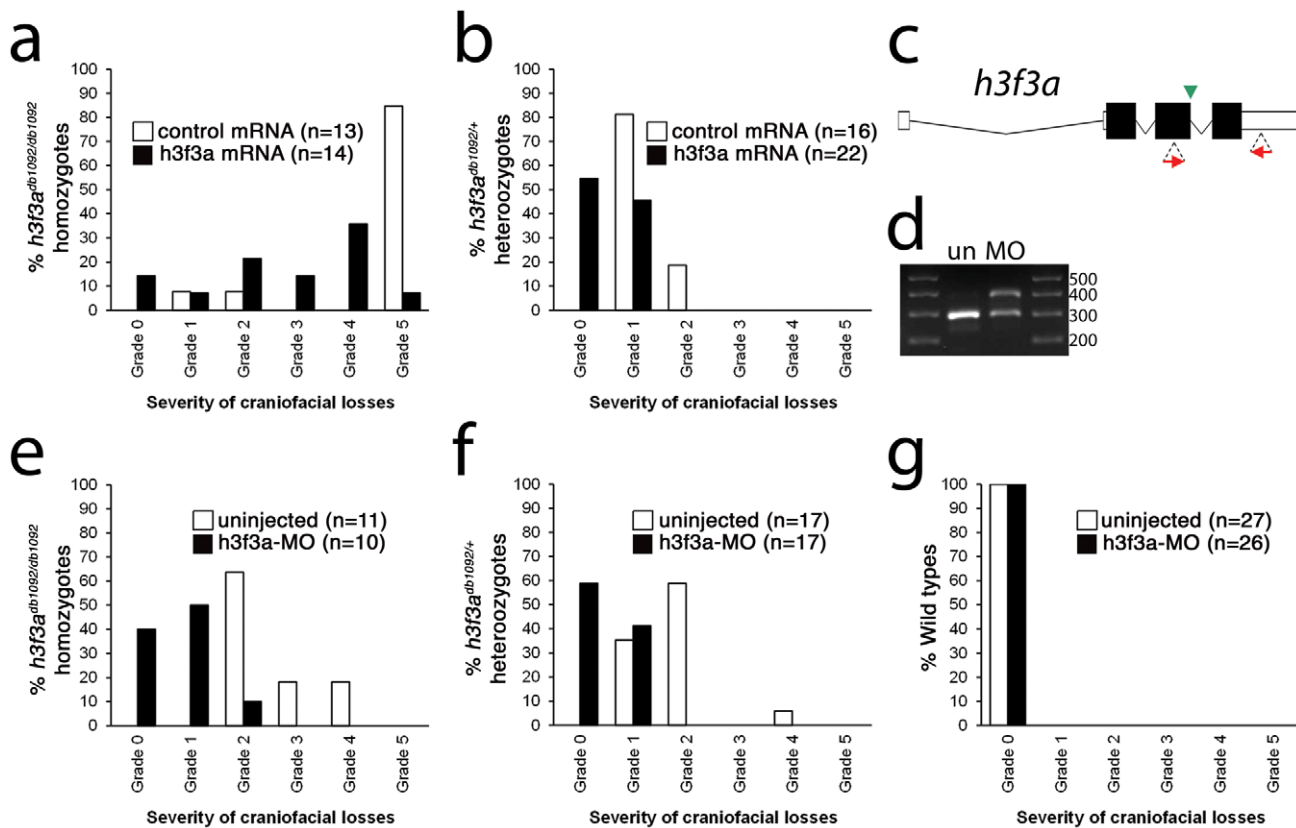 a
100
90
80
70
60
50
40
30
20
10
0
% h3f3a^db1092/db1092
homozygotes
control mRNA (n=13)
h3f3a mRNA (n=14)
Grade 0
Grade 1
Grade 2
Grade 3
Grade 4
Grade 5
Severity of craniofacial losses
b
100
90
80
70
60
50
40
30
20
10
0
% h3f3a^db1092/+
heteroozygotes
control mRNA (n=16)
h3f3a mRNA (n=22)
Grade 0
Grade 1
Grade 2
Grade 3
Grade 4
Grade 5
Severity of craniofacial losses
c
h3f3a
d
un MO
500
400
300
200
e
100
90
80
70
60
50
40
30
20
10
0
% h3f3a^db1092/db1092
homozygotes
uninjected (n=11)
h3f3a-MO (n=10)
Grade 0
Grade 1
Grade 2
Grade 3
Grade 4
Grade 5
Severity of craniofacial losses
f
100
90
80
70
60
50
40
30
20
10
0
% h3f3a^db1092/+
heteroozygotes
uninjected (n=17)
h3f3a-MO (n=17)
Grade 0
Grade 1
Grade 2
Grade 3
Grade 4
Grade 5
Severity of craniofacial losses
g
100
90
80
70
60
50
40
30
20
10
0
% Wild types
uninjected (n=27)
h3f3a-MO (n=26)
Grade 0
Grade 1
Grade 2
Grade 3
Grade 4
Grade 5
Severity of craniofacial losses